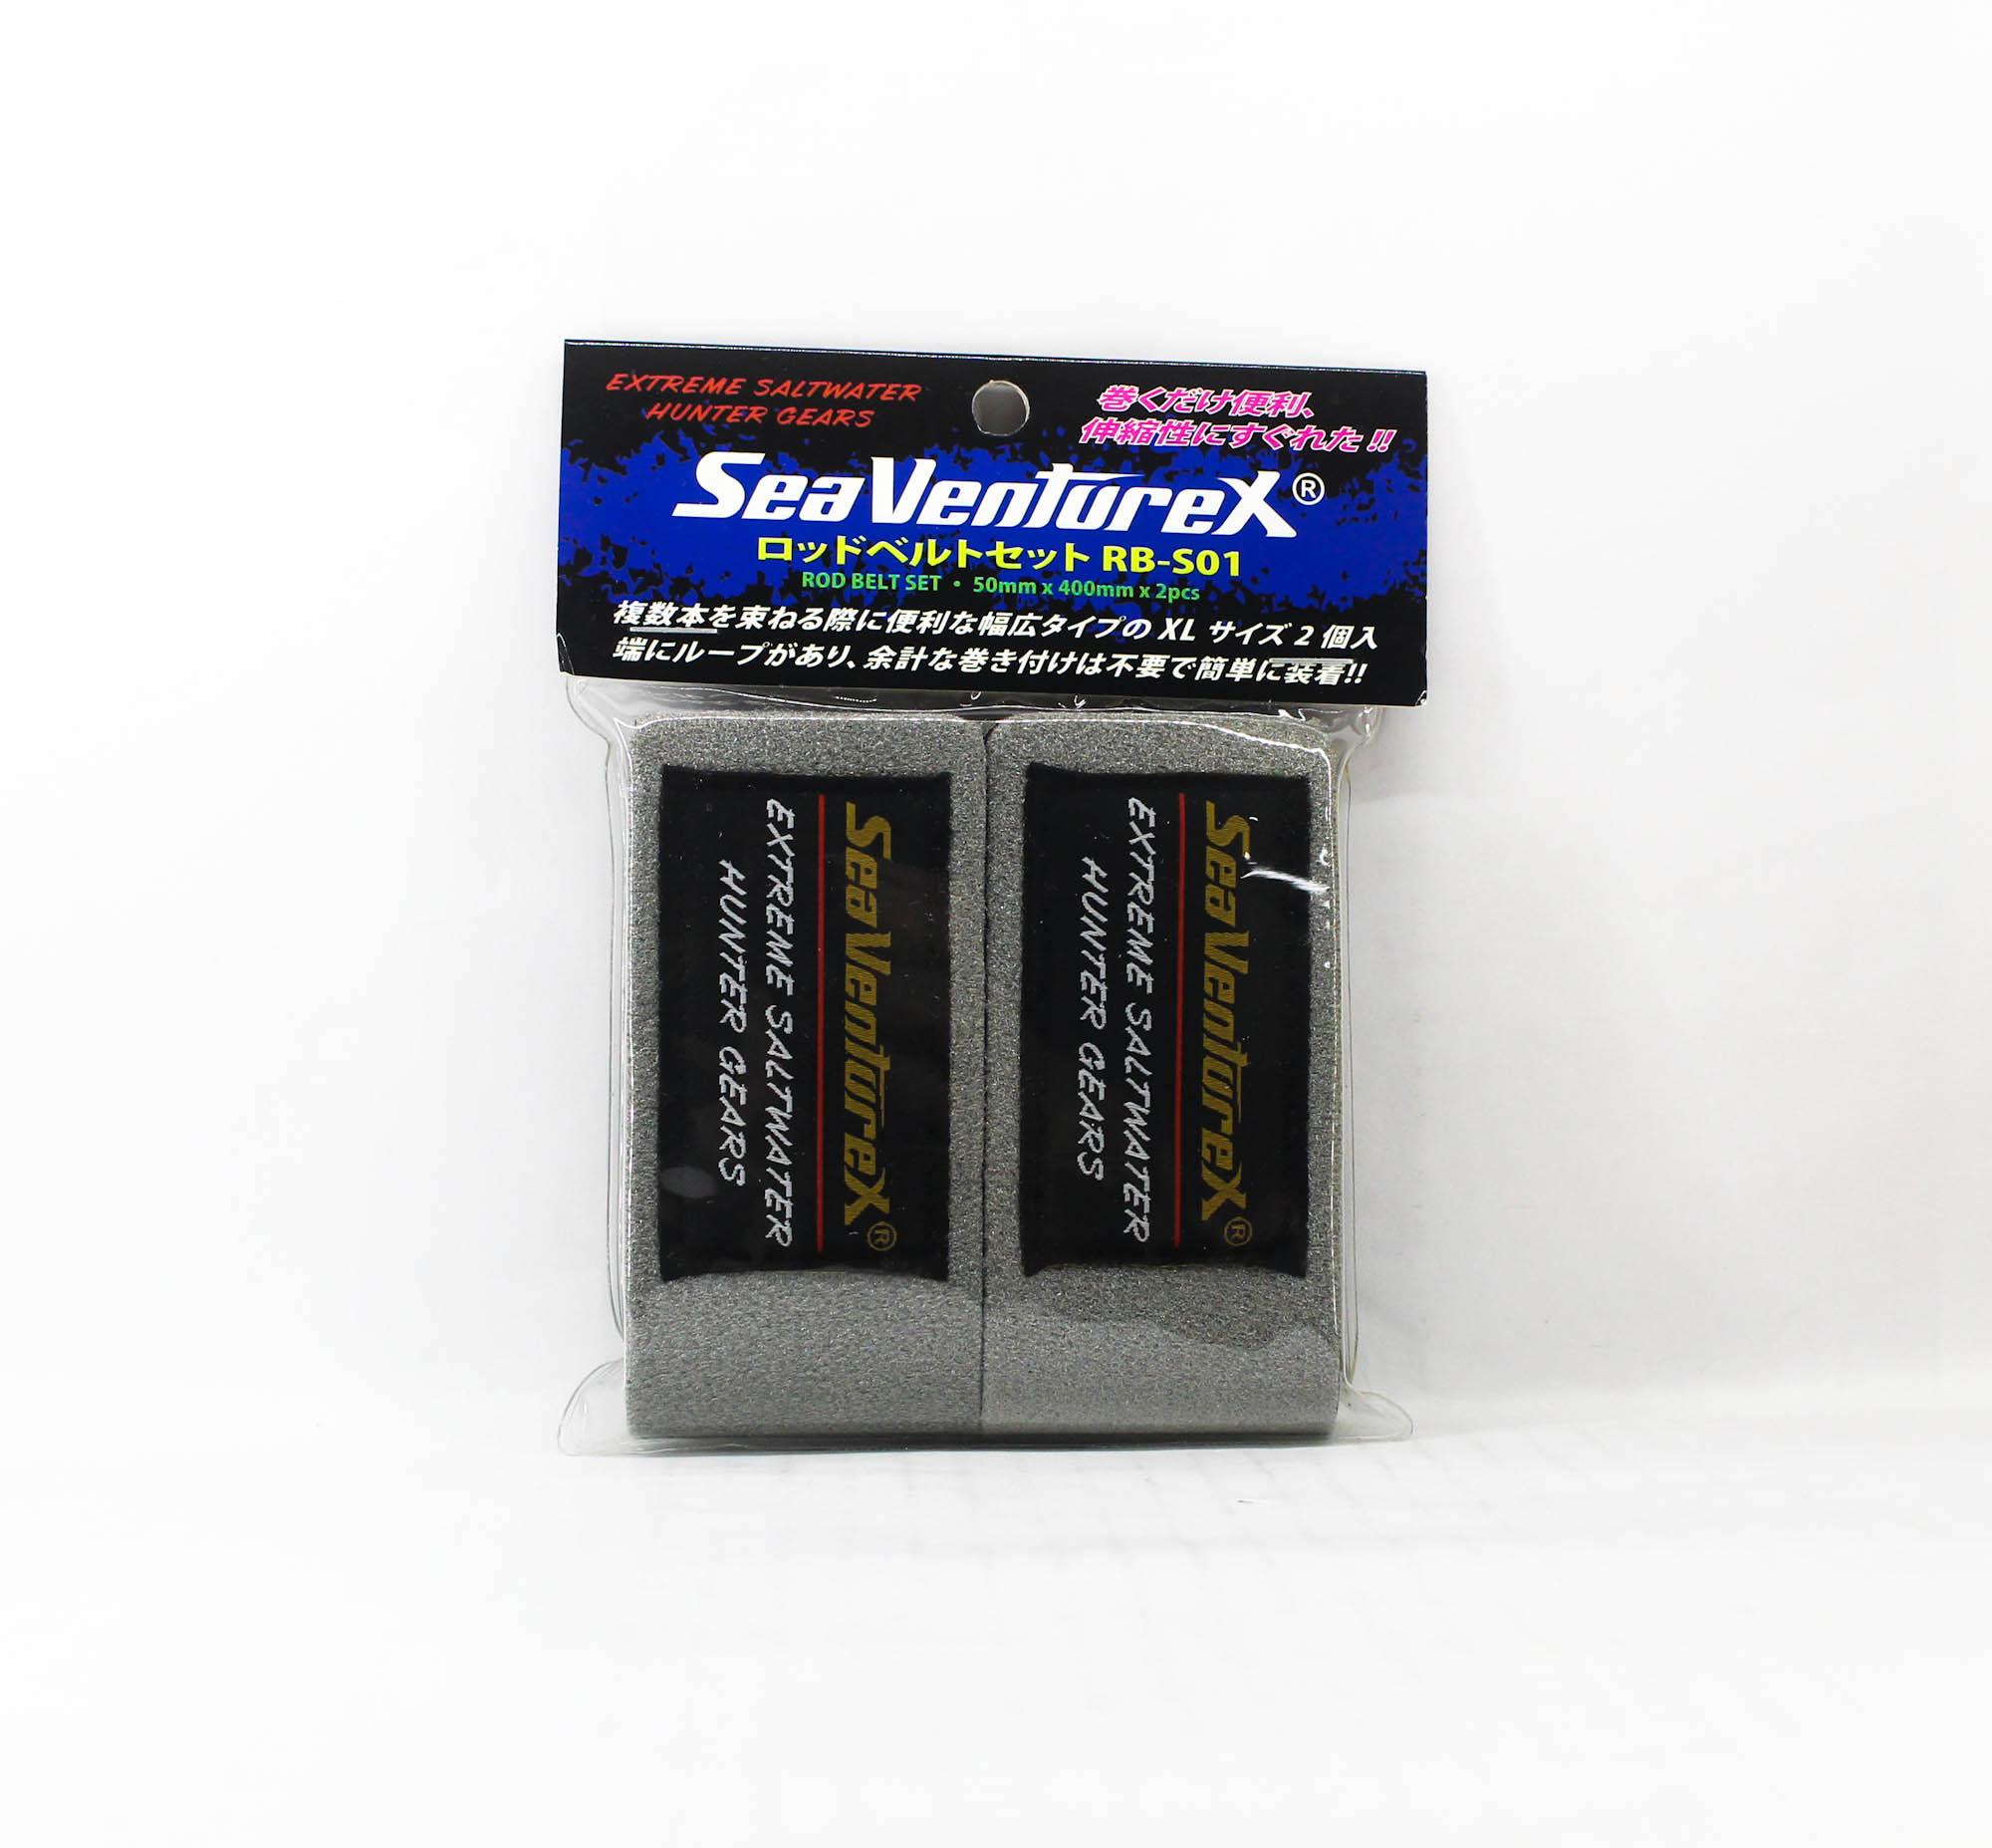 EXTREME SALTWATER
HUNTER GEARS
巻くだけ便利、
伸縮性にすぐれた!!
SeaVentureX®
ロッドベルトセット RB-S01
ROD BELT SET ・ 50mm x 400mm x 2pcs
複数本を束ねる際に便利な幅広タイプの XL サイズ 2 個入
端にループがあり、余計な巻き付けは不要で簡単に装着!!
SeaVentureX®
EXTREME SALTWATER
HUNTER GEARS
SeaVentureX®
EXTREME SALTWATER
HUNTER GEARS